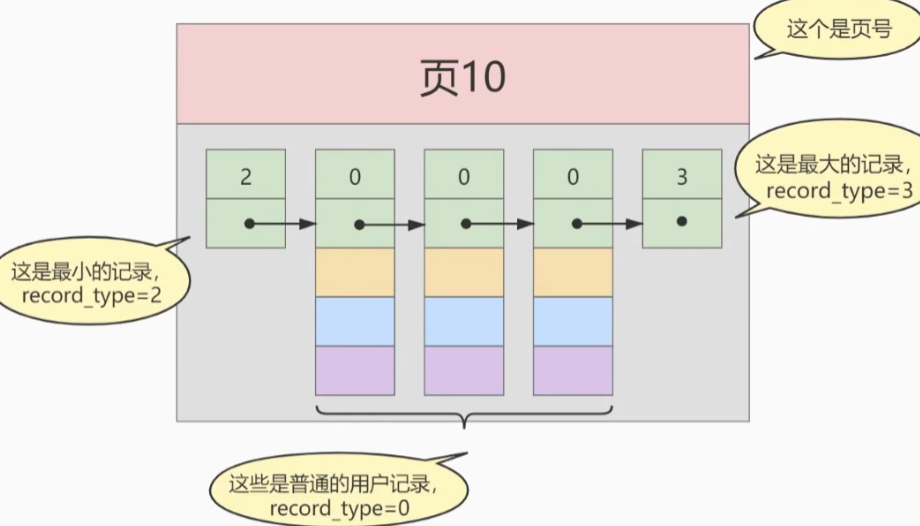 这个是页号
页10
这是最大的记录，
record_type=3
2
0
0
0
3
这是最小的记录，
record_type=2
这些是普通的用户记录，
record_type=0